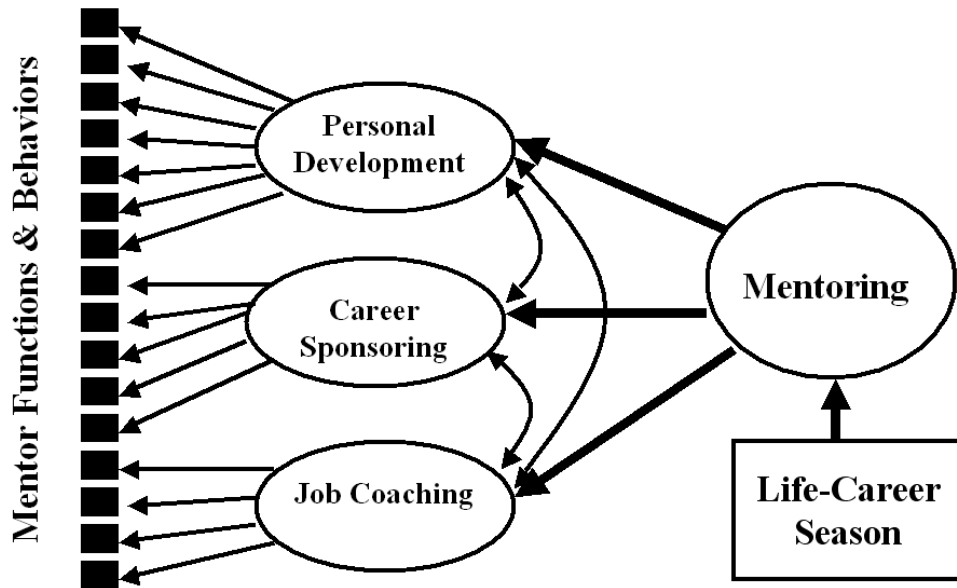 Mentor Functions & Behaviors
Personal
Development
Career
Sponsoring
Job Coaching
Mentoring
Life-Career
Season